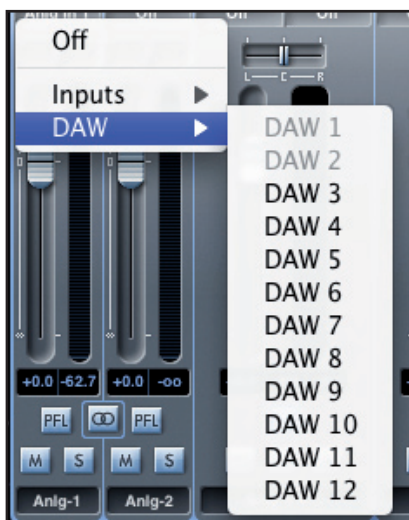 Off
Inputs
DAW
L C R
DAW 1
DAW 2
DAW 3
DAW 4
DAW 5
DAW 6
DAW 7
DAW 8
DAW 9
DAW 10
DAW 11
DAW 12
+0.0 -62.7 +0.0 -oo
PFL PFL
M S M S
Anlg-1 Anlg-2